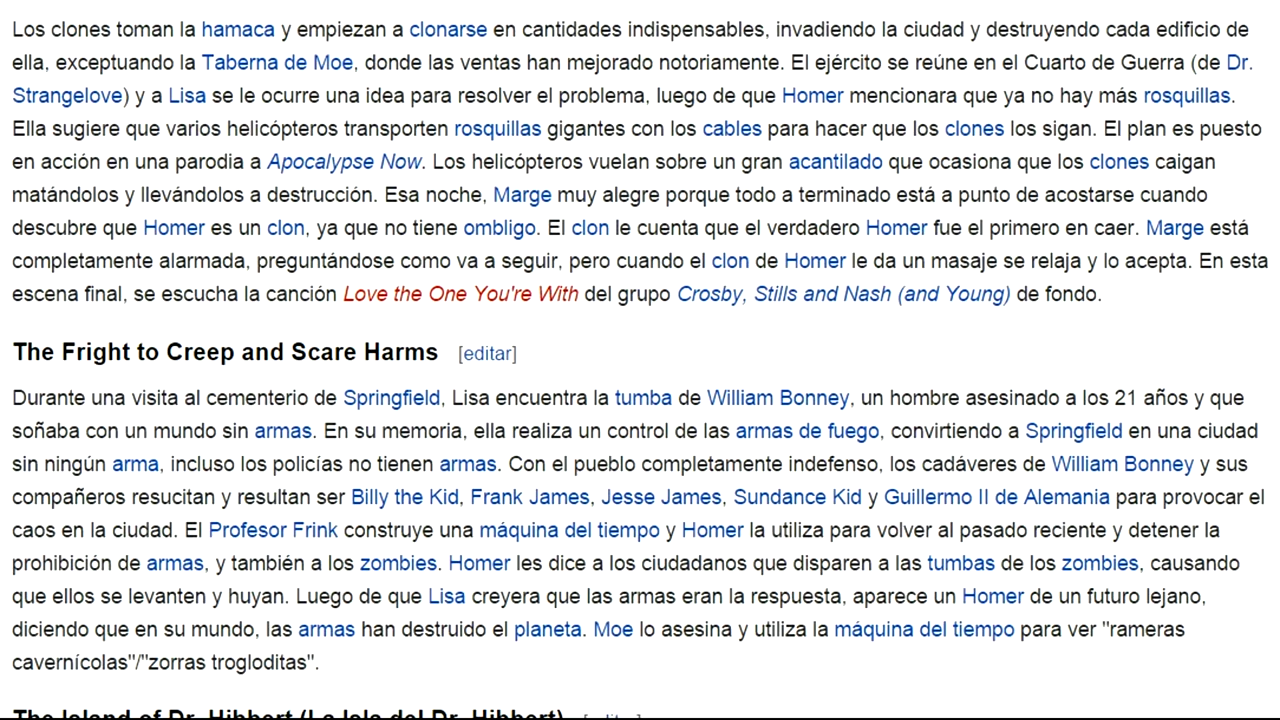 Los clones toman la hamaca y empiezan a clonarse en cantidades indispensables, invadiendo la ciudad y destruyendo cada edificio de
ella, exceptuando la Taberna de Moe, donde las ventas han mejorado notoriamente. El ejército se reúne en el Cuarto de Guerra (de Dr.
Strangelove) y a Lisa se le ocurre una idea para resolver el problema, luego de que Homer mencionara que ya no hay más rosquillas.
Ella sugiere que varios helicópteros transporten rosquillas gigantes con los cables para hacer que los clones los sigan. El plan es puesto
en acción en una parodia a Apocalypse Now. Los helicópteros vuelan sobre un gran acantilado que ocasiona que los clones caigan
matándolos y llevándolos a destrucción. Esa noche, Marge muy alegre porque todo a terminado está a punto de acostarse cuando
descubre que Homer es un clon, ya que no tiene ombligo. El clon le cuenta que el verdadero Homer fue el primero en caer. Marge está
completamente alarmada, preguntándose como va a seguir, pero cuando el clon de Homer le da un masaje se relaja y lo acepta. En esta
escena final, se escucha la canción Love the One You're With del grupo Crosby, Stills and Nash (and Young) de fondo.
The Fright to Creep and Scare Harms [editar]
Durante una visita al cementerio de Springfield, Lisa encuentra la tumba de William Bonney, un hombre asesinado a los 21 años y que
soñaba con un mundo sin armas. En su memoria, ella realiza un control de las armas de fuego, convirtiendo a Springfield en una ciudad
sin ningún arma, incluso los policías no tienen armas. Con el pueblo completamente indefenso, los cadáveres de William Bonney y sus
compañeros resucitan y resultan ser Billy the Kid, Frank James, Jesse James, Sundance Kid y Guillermo II de Alemania para provocar el
caos en la ciudad. El Profesor Frink construye una máquina del tiempo y Homer la utiliza para volver al pasado reciente y detener la
prohibición de armas, y también a los zombies. Homer les dice a los ciudadanos que disparen a las tumbas de los zombies, causando
que ellos se levanten y huyan. Luego de que Lisa creyera que las armas eran la respuesta, aparece un Homer de un futuro lejano,
diciendo que en su mundo, las armas han destruido el planeta. Moe lo asesina y utiliza la máquina del tiempo para ver "rameras
cavernícolas"/"zorras trogloditas".
The Island of Dr. Hibbert (La Isla del Dr. Hibbert) [editar]